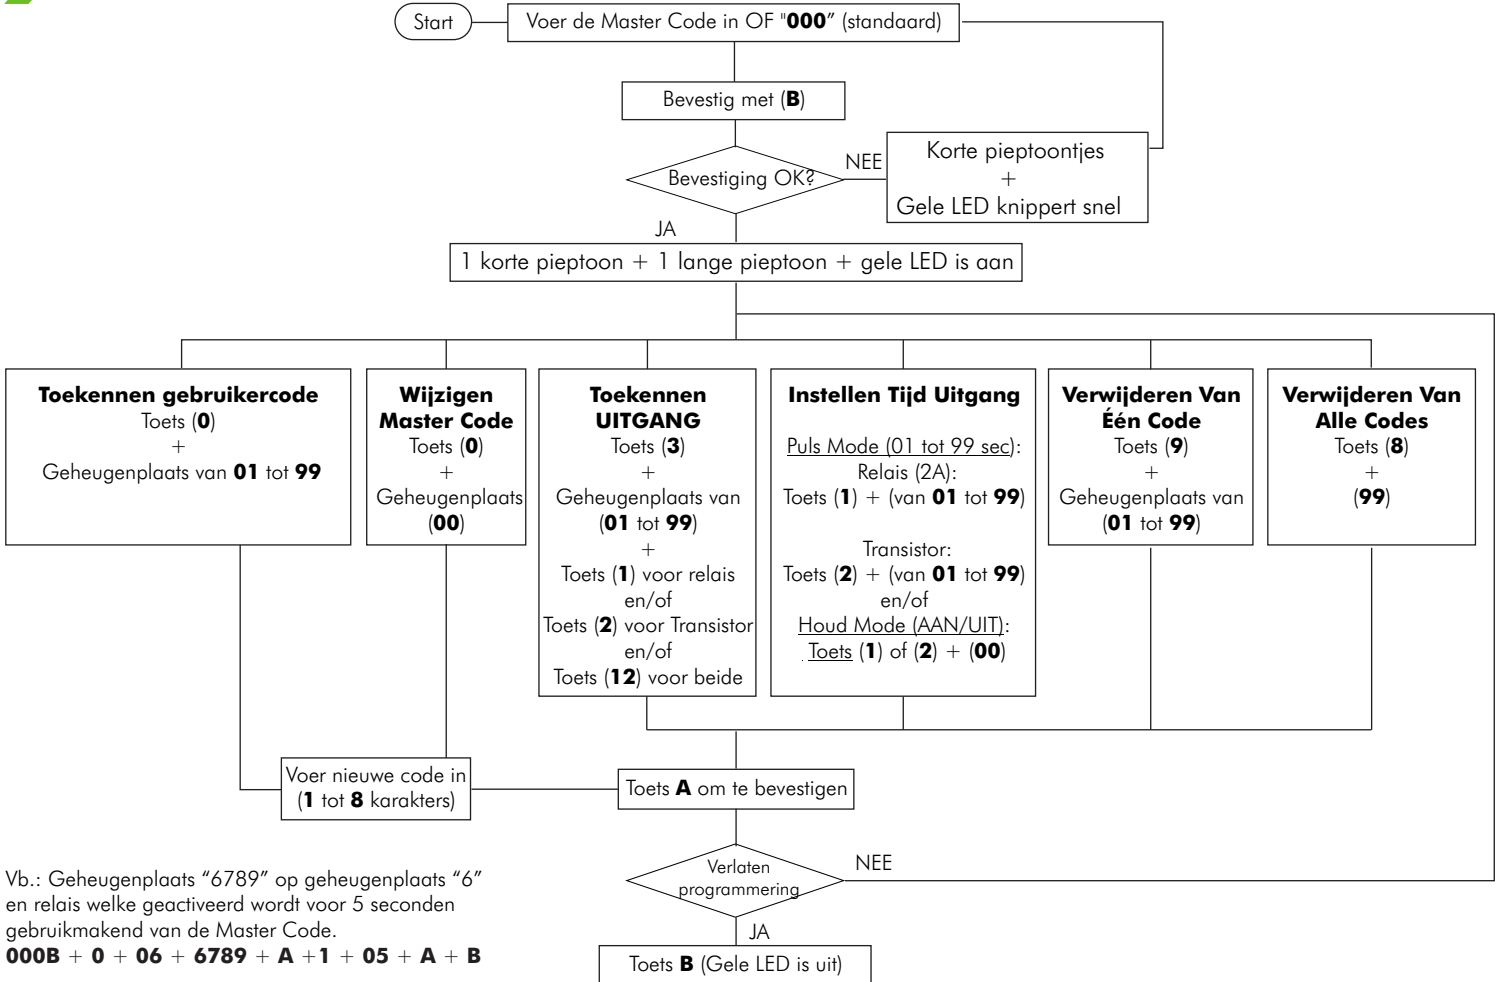 Start
Voer de Master Code in OF "000" (standaard)
Bevestig met (B)
Bevestiging OK?
NEE
Korte pieptoontjes
+
Gele LED knippert snel
JA
1 korte pieptoon + 1 lange pieptoon + gele LED is aan
Toekennen gebruikercode
Toets (0)
+
Geheugenplaats van 01 tot 99
Wijzigen
Master Code
Toets (0)
+
Geheugenplaats
(00)
Toekennen
UITGANG
Toets (3)
+
Geheugenplaats van
(01 tot 99)
+
Toets (1) voor relais
en/of
Toets (2) voor Transistor
en/of
Toets (12) voor beide
Instellen Tijd Uitgang
Puls Mode (01 tot 99 sec):
Relais (2A):
Toets (1) + (van 01 tot 99)
Transistor:
Toets (2) + (van 01 tot 99)
en/of
Houd Mode (AAN/UIT):
Toets (1) of (2) + (00)
Verwijderen Van
Één Code
Toets (9)
+
Geheugenplaats van
(01 tot 99)
Verwijderen Van
Alle Codes
Toets (8)
+
(99)
Voer nieuwe code in
(1 tot 8 karakters)
Toets A om te bevestigen
Verlaten
programmering
NEE
JA
Toets B (Gele LED is uit)
Vb.: Geheugenplaats “6789” op geheugenplaats “6”
en relais welke geactiveerd wordt voor 5 seconden
gebruikmakend van de Master Code.
000B + 0 + 06 + 6789 + A +1 + 05 + A + B